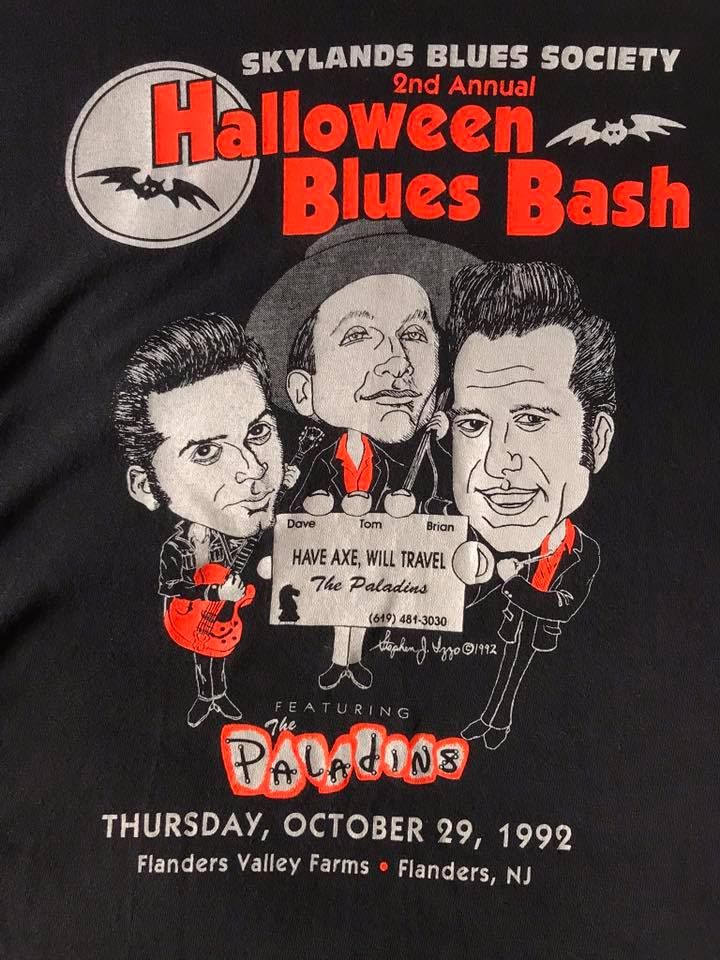 SKYLANDS BLUES SOCIETY
2nd Annual
Halloween
Blues Bash
Dave Tom Brian
HAVE AXE, WILL TRAVEL
The Paladins
(619) 481-3030
Stephen J. Izzo ©1992
FEATURING
The
PALADINS
THURSDAY, OCTOBER 29, 1992
Flanders Valley Farms • Flanders, NJ